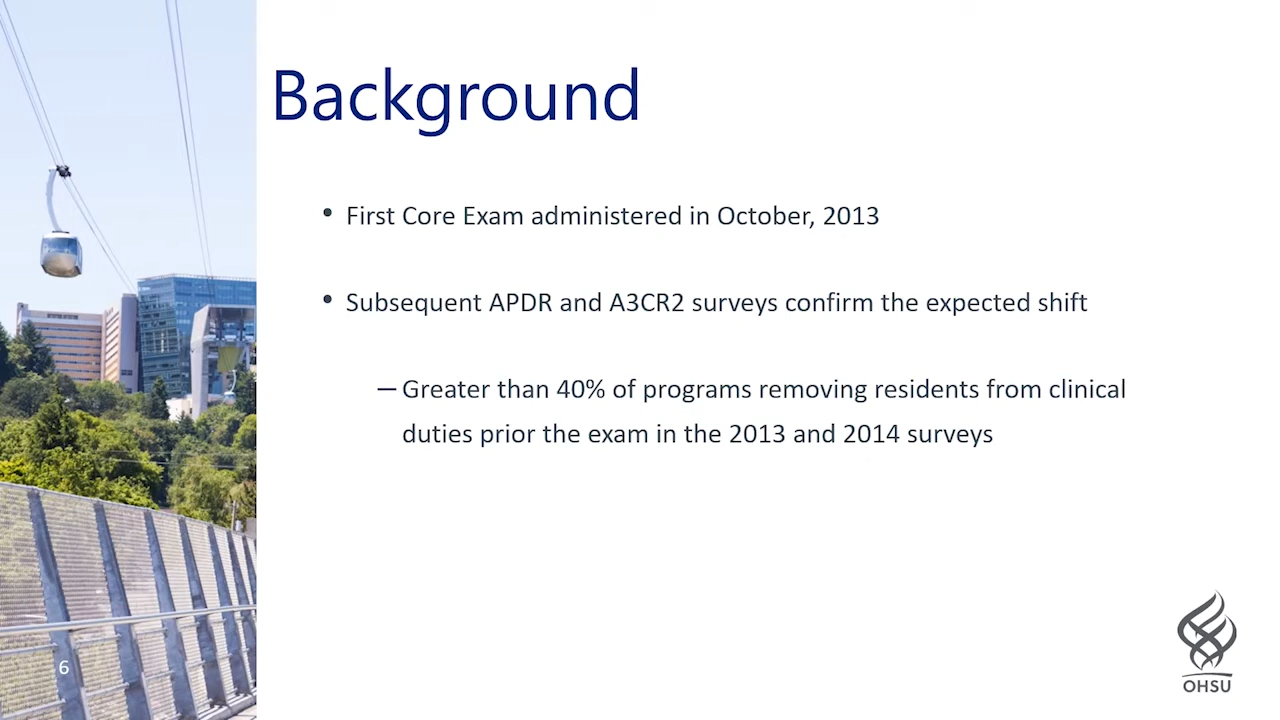 Background
• First Core Exam administered in October, 2013
• Subsequent APDR and A3CR2 surveys confirm the expected shift
– Greater than 40% of programs removing residents from clinical
duties prior the exam in the 2013 and 2014 surveys
6
OHSU